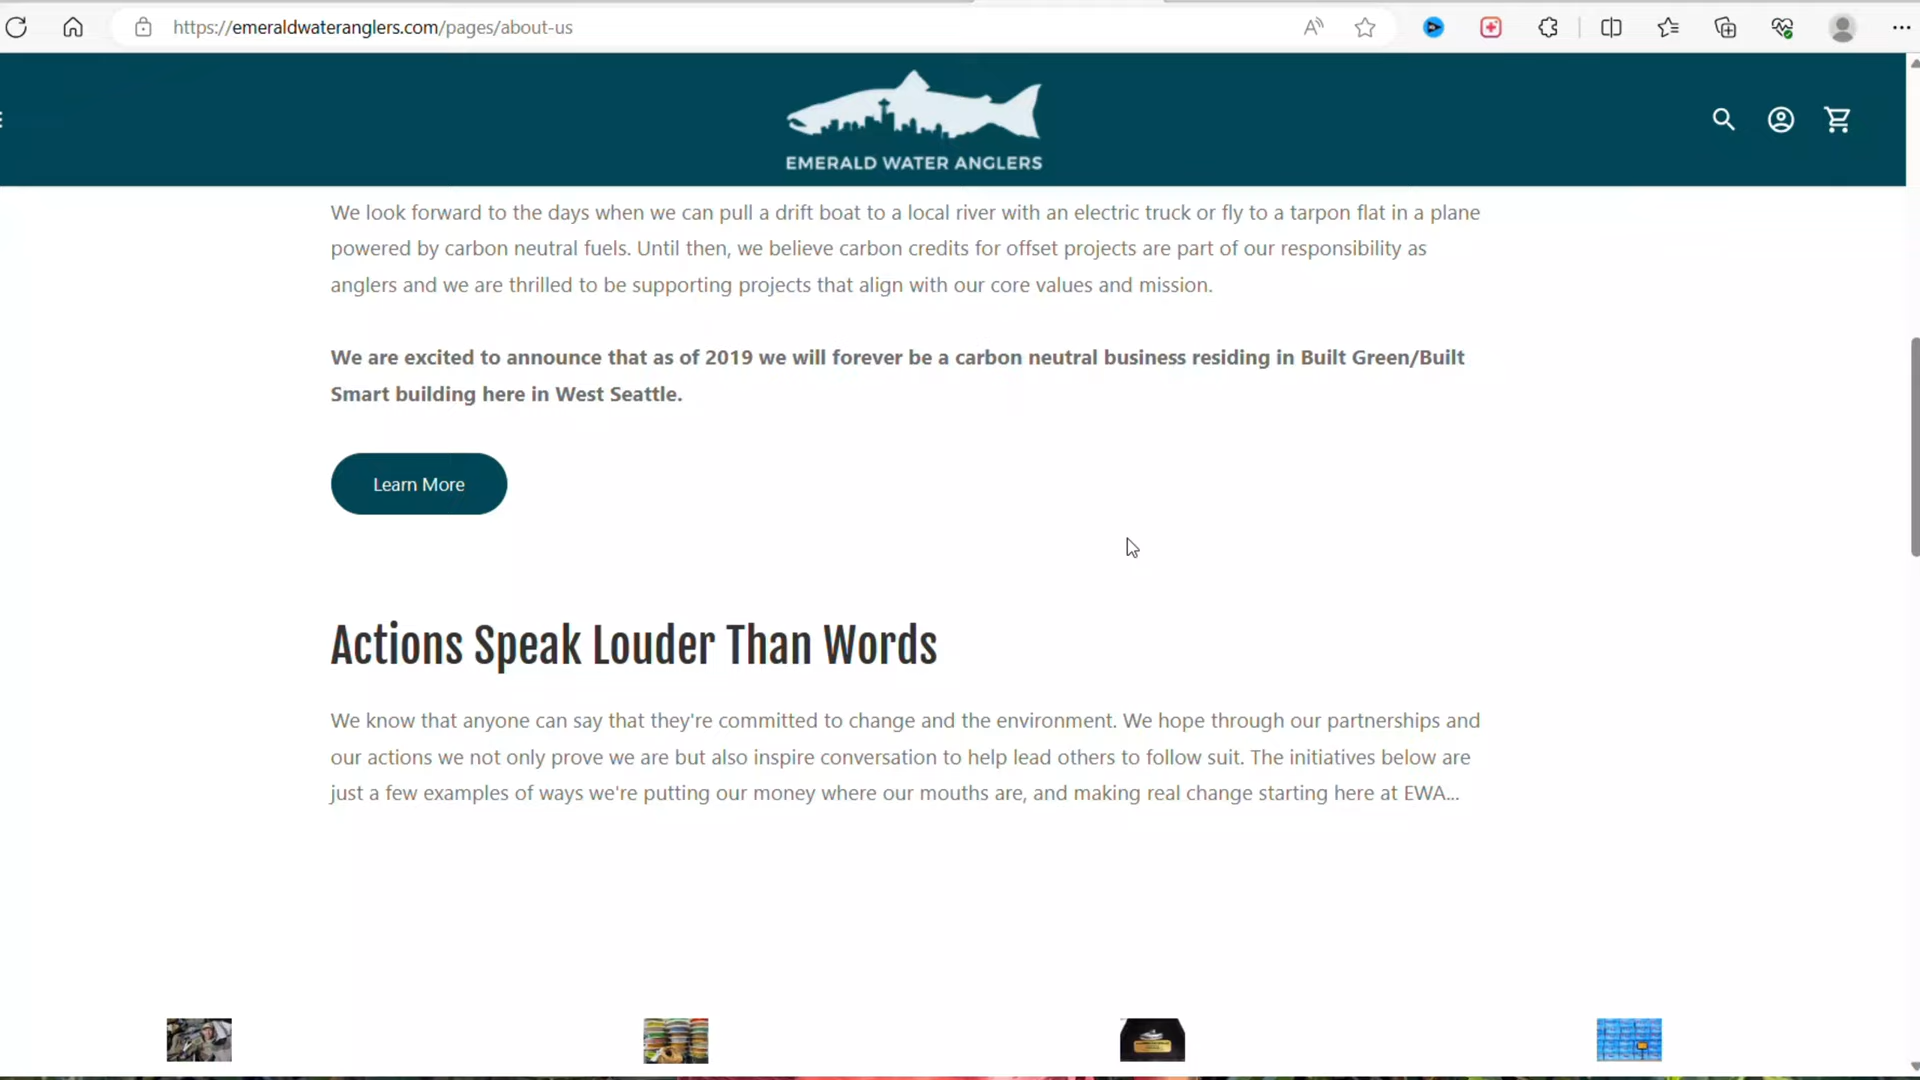 https://emeraldwateranglers.com/pages/about-us
EMERALD WATER ANGLERS
We look forward to the days when we can pull a drift boat to a local river with an electric truck or fly to a tarpon flat in a plane
powered by carbon neutral fuels. Until then, we believe carbon credits for offset projects are part of our responsibility as
anglers and we are thrilled to be supporting projects that align with our core values and mission.
We are excited to announce that as of 2019 we will forever be a carbon neutral business residing in Built Green/Built
Smart building here in West Seattle.
Learn More
Actions Speak Louder Than Words
We know that anyone can say that they're committed to change and the environment. We hope through our partnerships and
our actions we not only prove we are but also inspire conversation to help lead others to follow suit. The initiatives below are
just a few examples of ways we're putting our money where our mouths are, and making real change starting here at EWA...